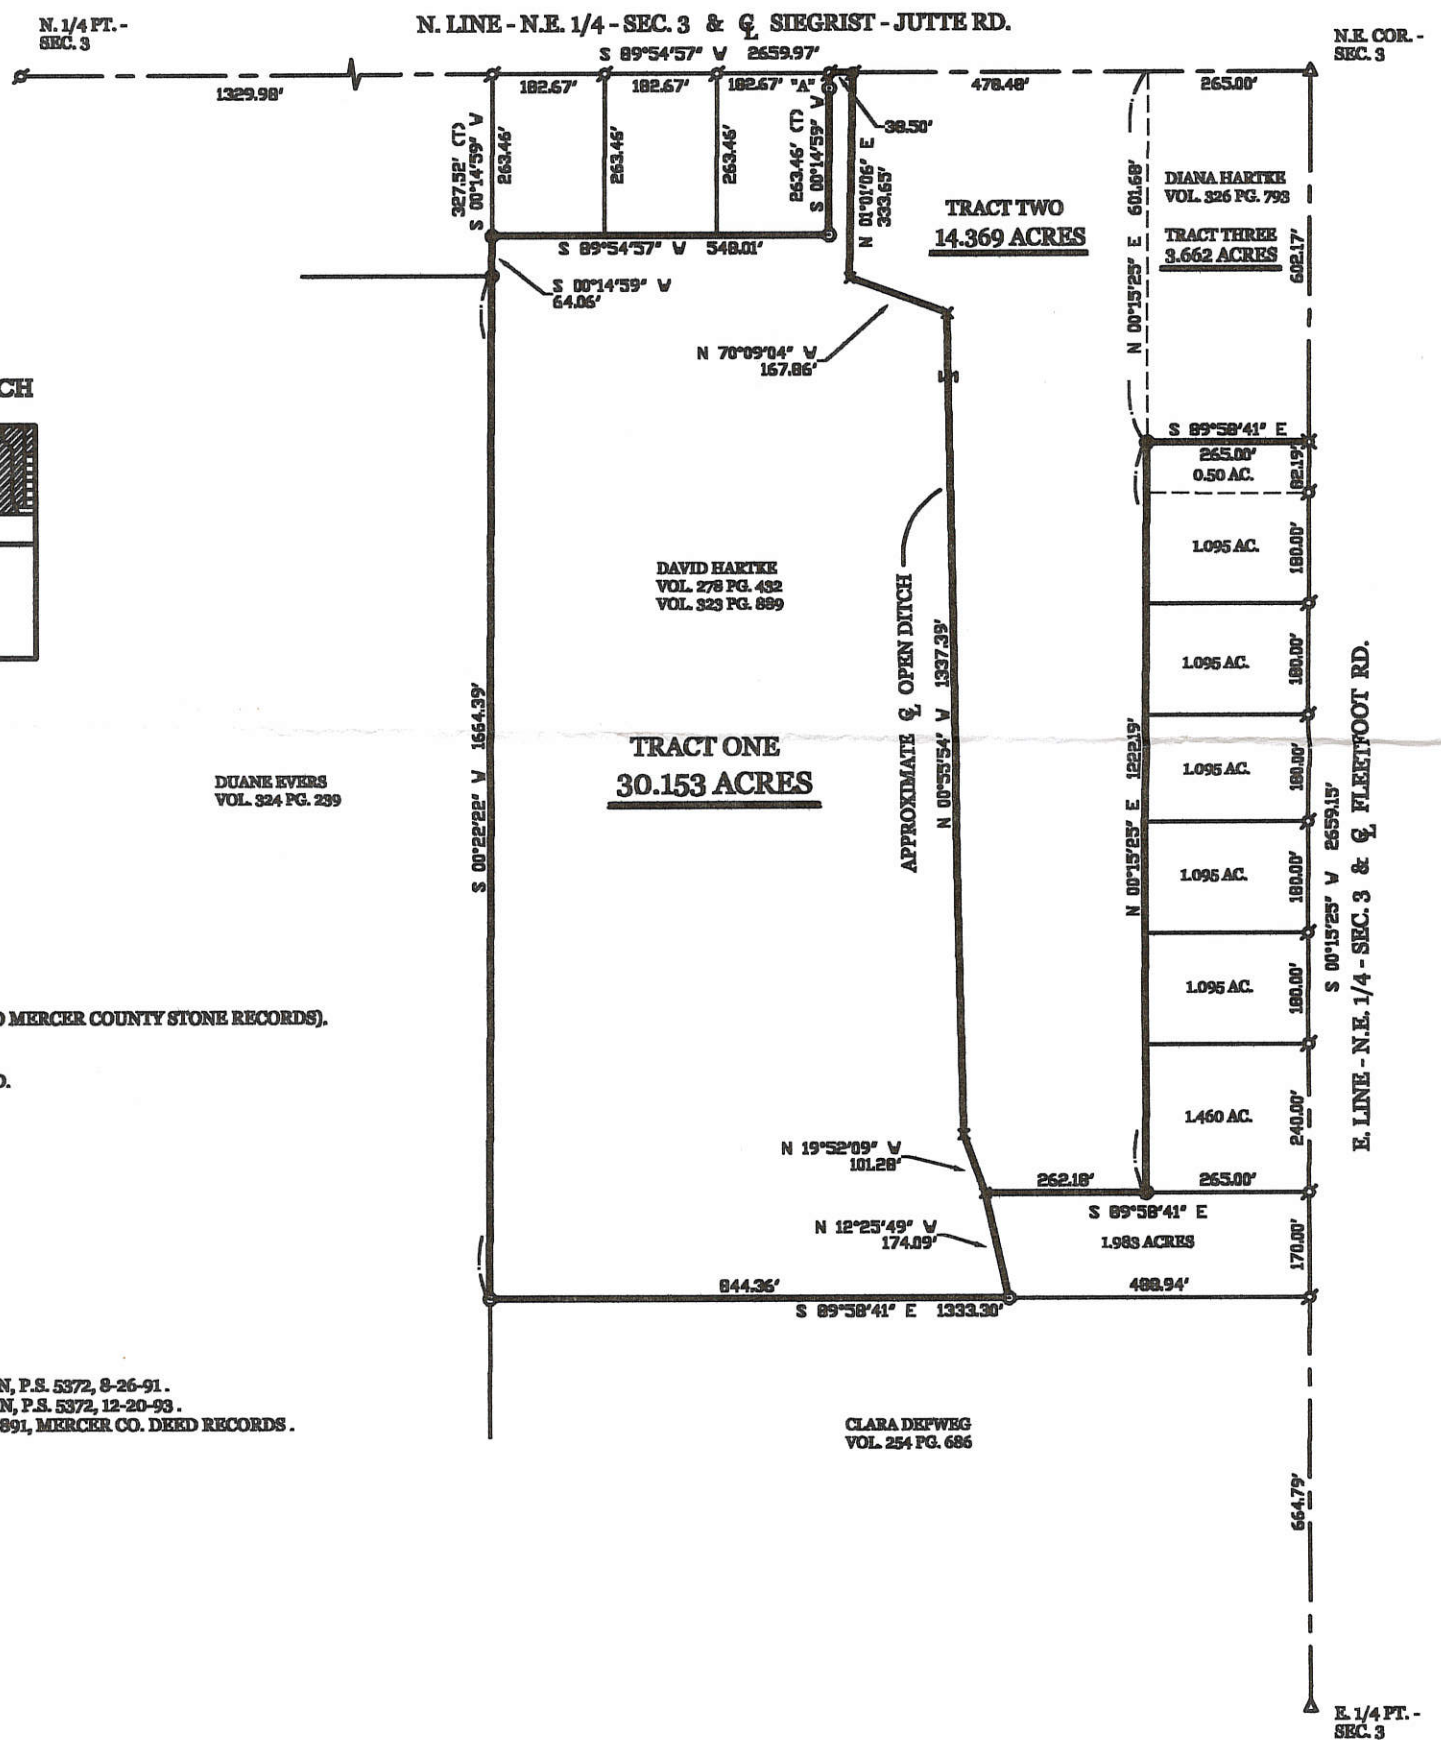 N. 1/4 PT. -
SEC. 3
N. LINE - N.E. 1/4 - SEC. 3 & ℄ SIEGRIST - JUTTE RD.
S 89°54'57" W 2659.97'
N.E. COR. -
SEC. 3
1329.98'
182.67'
182.67'
182.67'
"A"
38.50'
478.48'
265.00'
327.52' (T)
S 00°14'59" W
263.46'
263.46'
263.46'
263.46' (T)
S 00°14'59" W
N 01°01'06" E
333.65'
TRACT TWO
14.369 ACRES
N 00°15'25" E 601.68'
DIANA HARTKE
VOL. 326 PG. 793
TRACT THREE
3.662 ACRES
602.17'
S 89°54'57" W 548.01'
S 00°14'59" W
64.06'
N 70°09'04" W
167.86'
CH
S 89°58'41" E
265.00'
0.50 AC.
82.19'
1.095 AC.
180.00'
DAVID HARTKE
VOL. 278 PG. 432
VOL. 323 PG. 889
APPROXIMATE ℄ OPEN DITCH
N 00°55'54" W 1337.39'
1.095 AC.
180.00'
S 00°22'22" W 1664.39'
TRACT ONE
30.153 ACRES
DUANE EVERS
VOL. 324 PG. 239
N 00°15'25" E 1222.19'
1.095 AC.
180.00'
1.095 AC.
180.00'
S 00°15'25" W 2659.15'
E. LINE - N.E. 1/4 - SEC. 3 & ℄ FLEETFOOT RD.
1.095 AC.
180.00'
O MERCER COUNTY STONE RECORDS).
D.
1.460 AC.
240.00'
N 19°52'09" W
101.28'
262.18'
265.00'
S 89°58'41" E
N 12°25'49" W
174.09'
1.983 ACRES
170.00'
844.36'
488.94'
S 89°58'41" E 1333.30'
N, P.S. 5372, 8-26-91.
N, P.S. 5372, 12-20-93.
891, MERCER CO. DEED RECORDS.
CLARA DEPWEG
VOL. 254 PG. 686
664.79'
E. 1/4 PT. -
SEC. 3